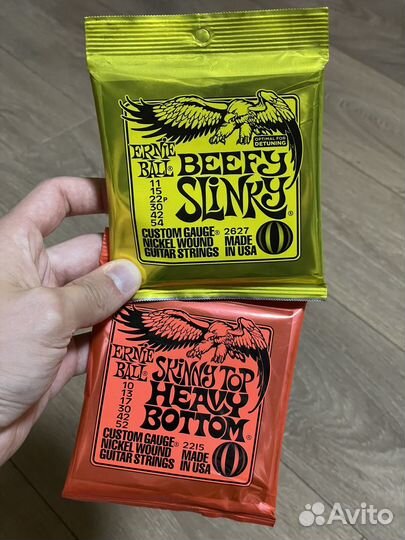 OPTIMAL FOR
DETUNING
ERNIE
BALL®
BEEFY
SLINKY®
11
15
22P
30
42
54
CUSTOM GAUGE® 2627
NICKEL WOUND MADE
GUITAR STRINGS IN USA
ERNIE
BALL®
SKINNY TOP
HEAVY
BOTTOM®
10
13
17
30
42
52
CUSTOM GAUGE® 2215
NICKEL WOUND MADE
GUITAR STRINGS IN USA
Avito